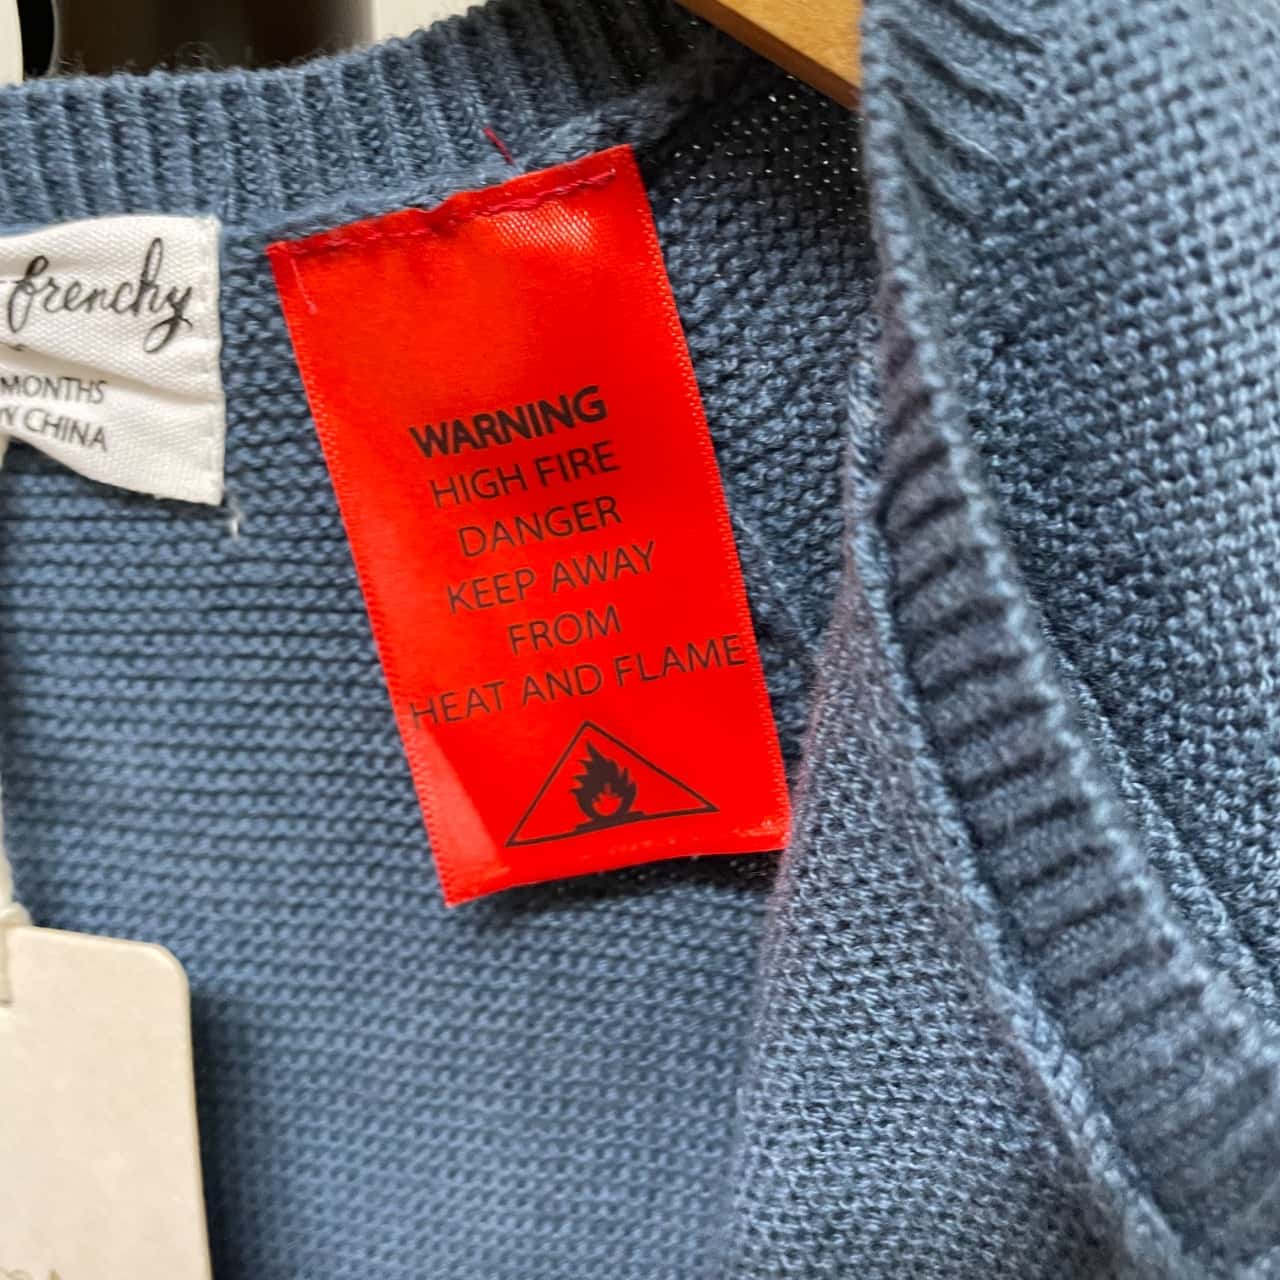 frenchy
MONTHS
CHINA
WARNING
HIGH FIRE
DANGER
KEEP AWAY
FROM
HEAT AND FLAME